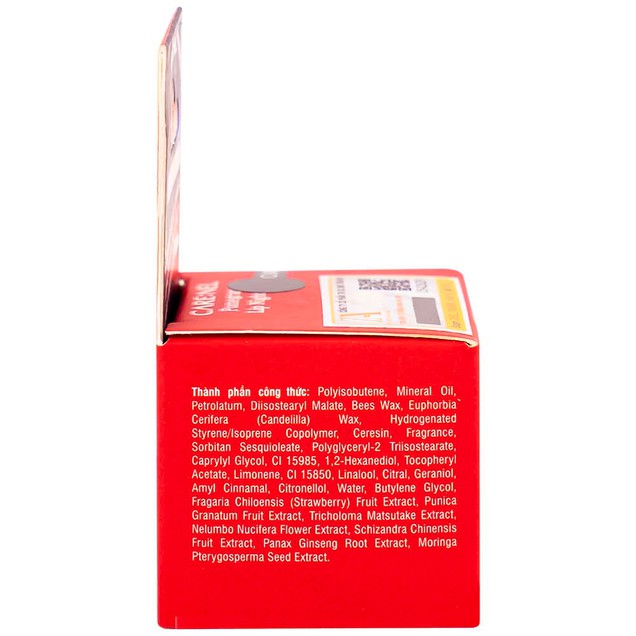 CARE:NEL
Lip Night
Thành phần công thức: Polyisobutene, Mineral Oil,
Petrolatum, Diisostearyl Malate, Bees Wax, Euphorbia
Cerifera (Candelilla) Wax, Hydrogenated
Styrene/Isoprene Copolymer, Ceresin, Fragrance,
Sorbitan Sesquioleate, Polyglyceryl-2 Triisostearate,
Caprylyl Glycol, CI 15985, 1,2-Hexanediol, Tocopheryl
Acetate, Limonene, CI 15850, Linalool, Citral, Geraniol,
Amyl Cinnamal, Citronellol, Water, Butylene Glycol,
Fragaria Chiloensis (Strawberry) Fruit Extract, Punica
Granatum Fruit Extract, Tricholoma Matsutake Extract,
Nelumbo Nucifera Flower Extract, Schizandra Chinensis
Fruit Extract, Panax Ginseng Root Extract, Moringa
Pterygosperma Seed Extract.